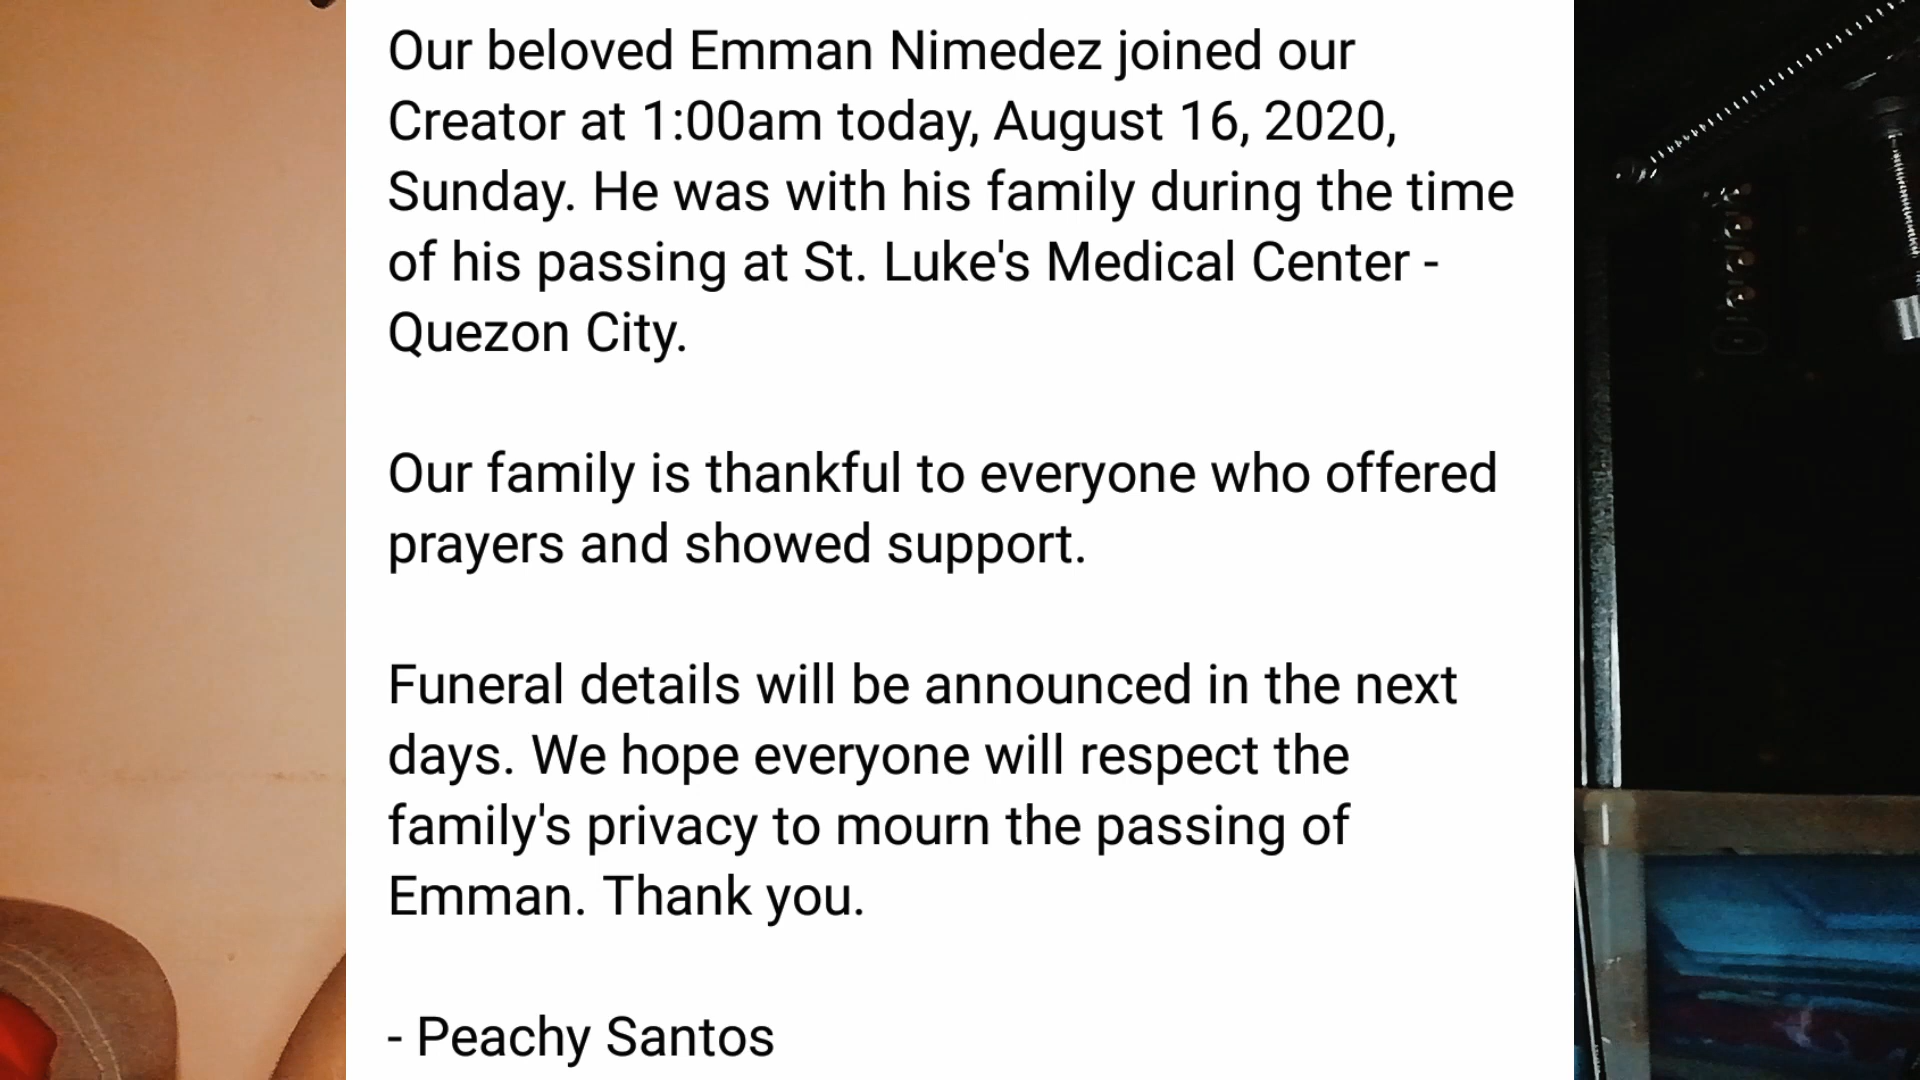 Our beloved Emman Nimedez joined our
Creator at 1:00am today, August 16, 2020,
Sunday. He was with his family during the time
of his passing at St. Luke's Medical Center -
Quezon City.
Our family is thankful to everyone who offered
prayers and showed support.
Funeral details will be announced in the next
days. We hope everyone will respect the
family's privacy to mourn the passing of
Emman. Thank you.
- Peachy Santos